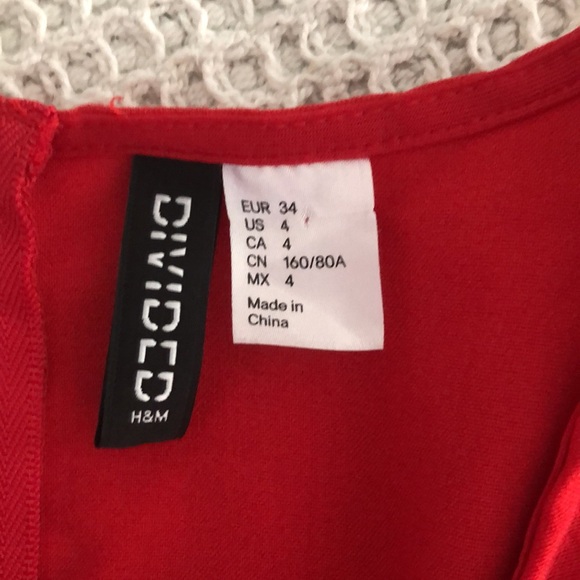 DIVIDED
H&M
EUR 34
US 4
CA 4
CN 160/80A
MX 4
Made in
China